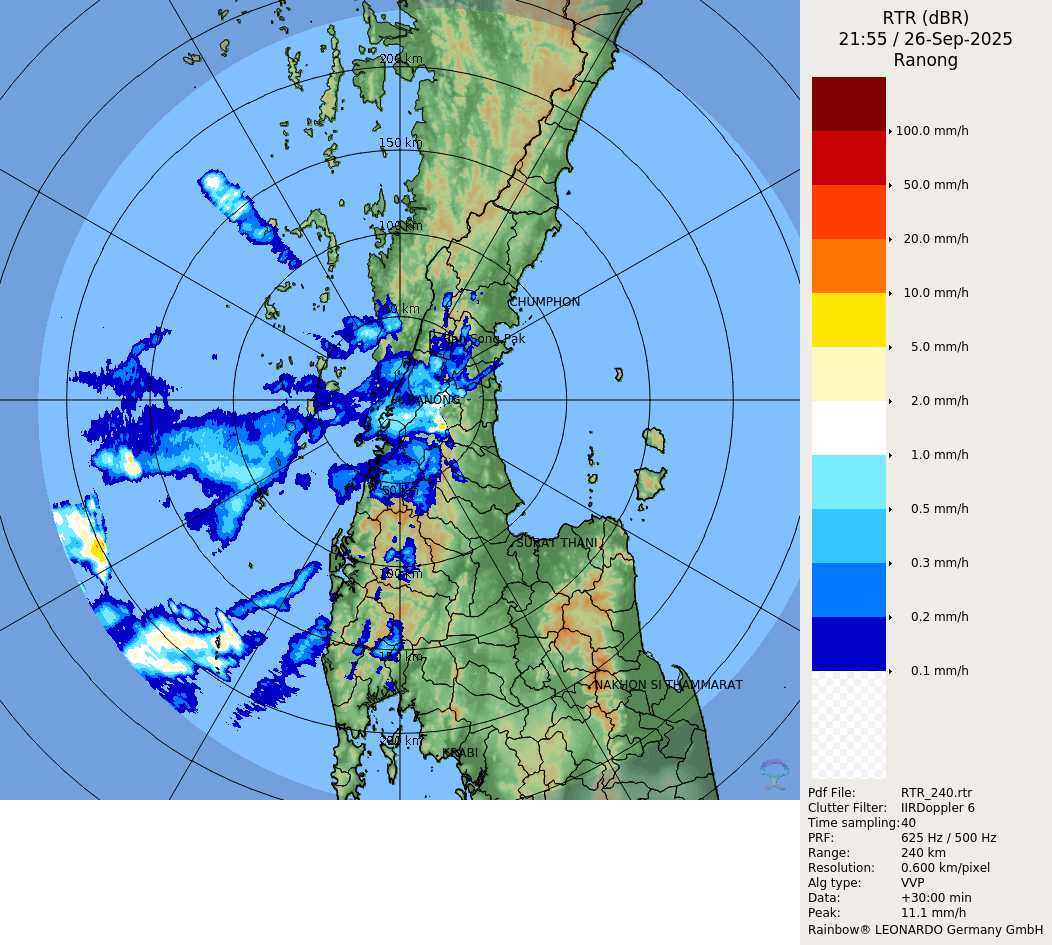 RTR (dBR)
21:55 / 26-Sep-2025
Ranong
200 km
150 km
100 km
50 km
CHUMPHON
Ban Song Pak
RANONG
50 km
SURAT THANI
100 km
150 km
NAKHON SI THAMMARAT
200 km
KRABI
100.0 mm/h
50.0 mm/h
20.0 mm/h
10.0 mm/h
5.0 mm/h
2.0 mm/h
1.0 mm/h
0.5 mm/h
0.3 mm/h
0.2 mm/h
0.1 mm/h
Pdf File: RTR_240.rtr
Clutter Filter: IIRDoppler 6
Time sampling:40
PRF: 625 Hz / 500 Hz
Range: 240 km
Resolution: 0.600 km/pixel
Alg type: VVP
Data: +30:00 min
Peak: 11.1 mm/h
Rainbow® LEONARDO Germany GmbH